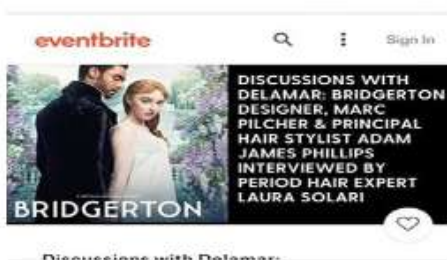 eventbrite
Sign In
DISCUSSIONS WITH
DELAMAR: BRIDGERTON
DESIGNER, MARC
PILCHER & PRINCIPAL
HAIR STYLIST ADAM
JAMES PHILLIPS
INTERVIEWED BY
PERIOD HAIR EXPERT
LAURA SOLARI
BRIDGERTON
Discussions with Delamar: